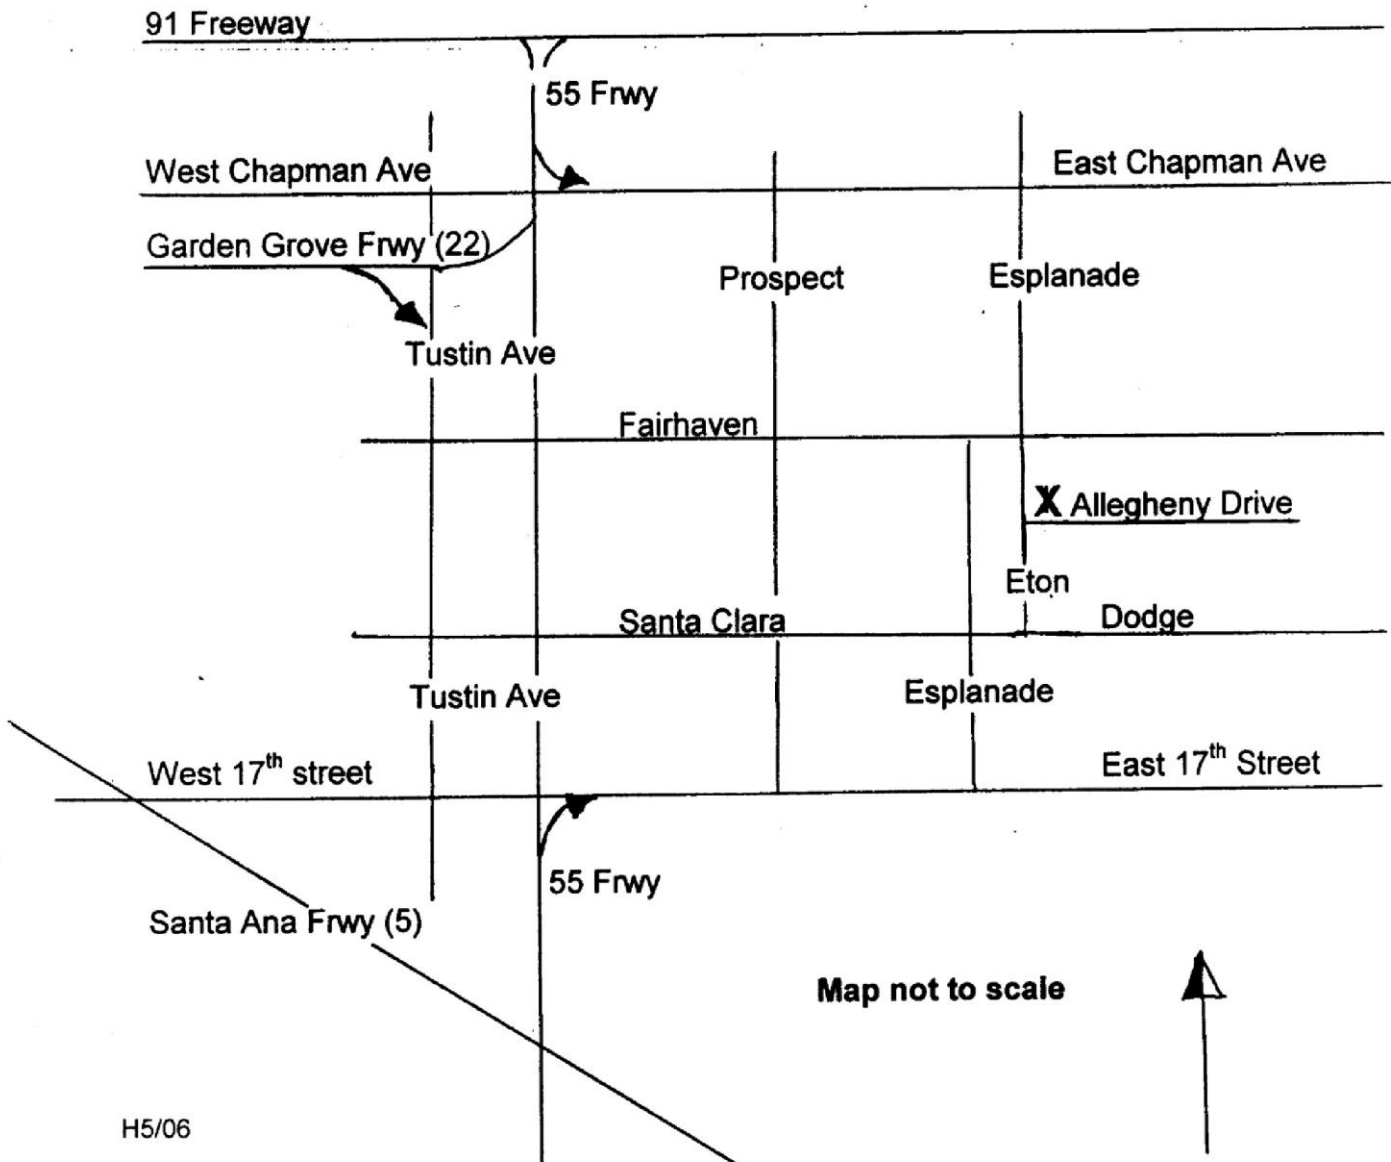 91 Freeway
55 Frwy
West Chapman Ave
East Chapman Ave
Garden Grove Frwy (22)
Prospect
Esplanade
Tustin Ave
Fairhaven
X Allegheny Drive
Eton
Santa Clara
Dodge
Tustin Ave
Esplanade
West 17th street
East 17th Street
55 Frwy
Santa Ana Frwy (5)
Map not to scale
H5/06